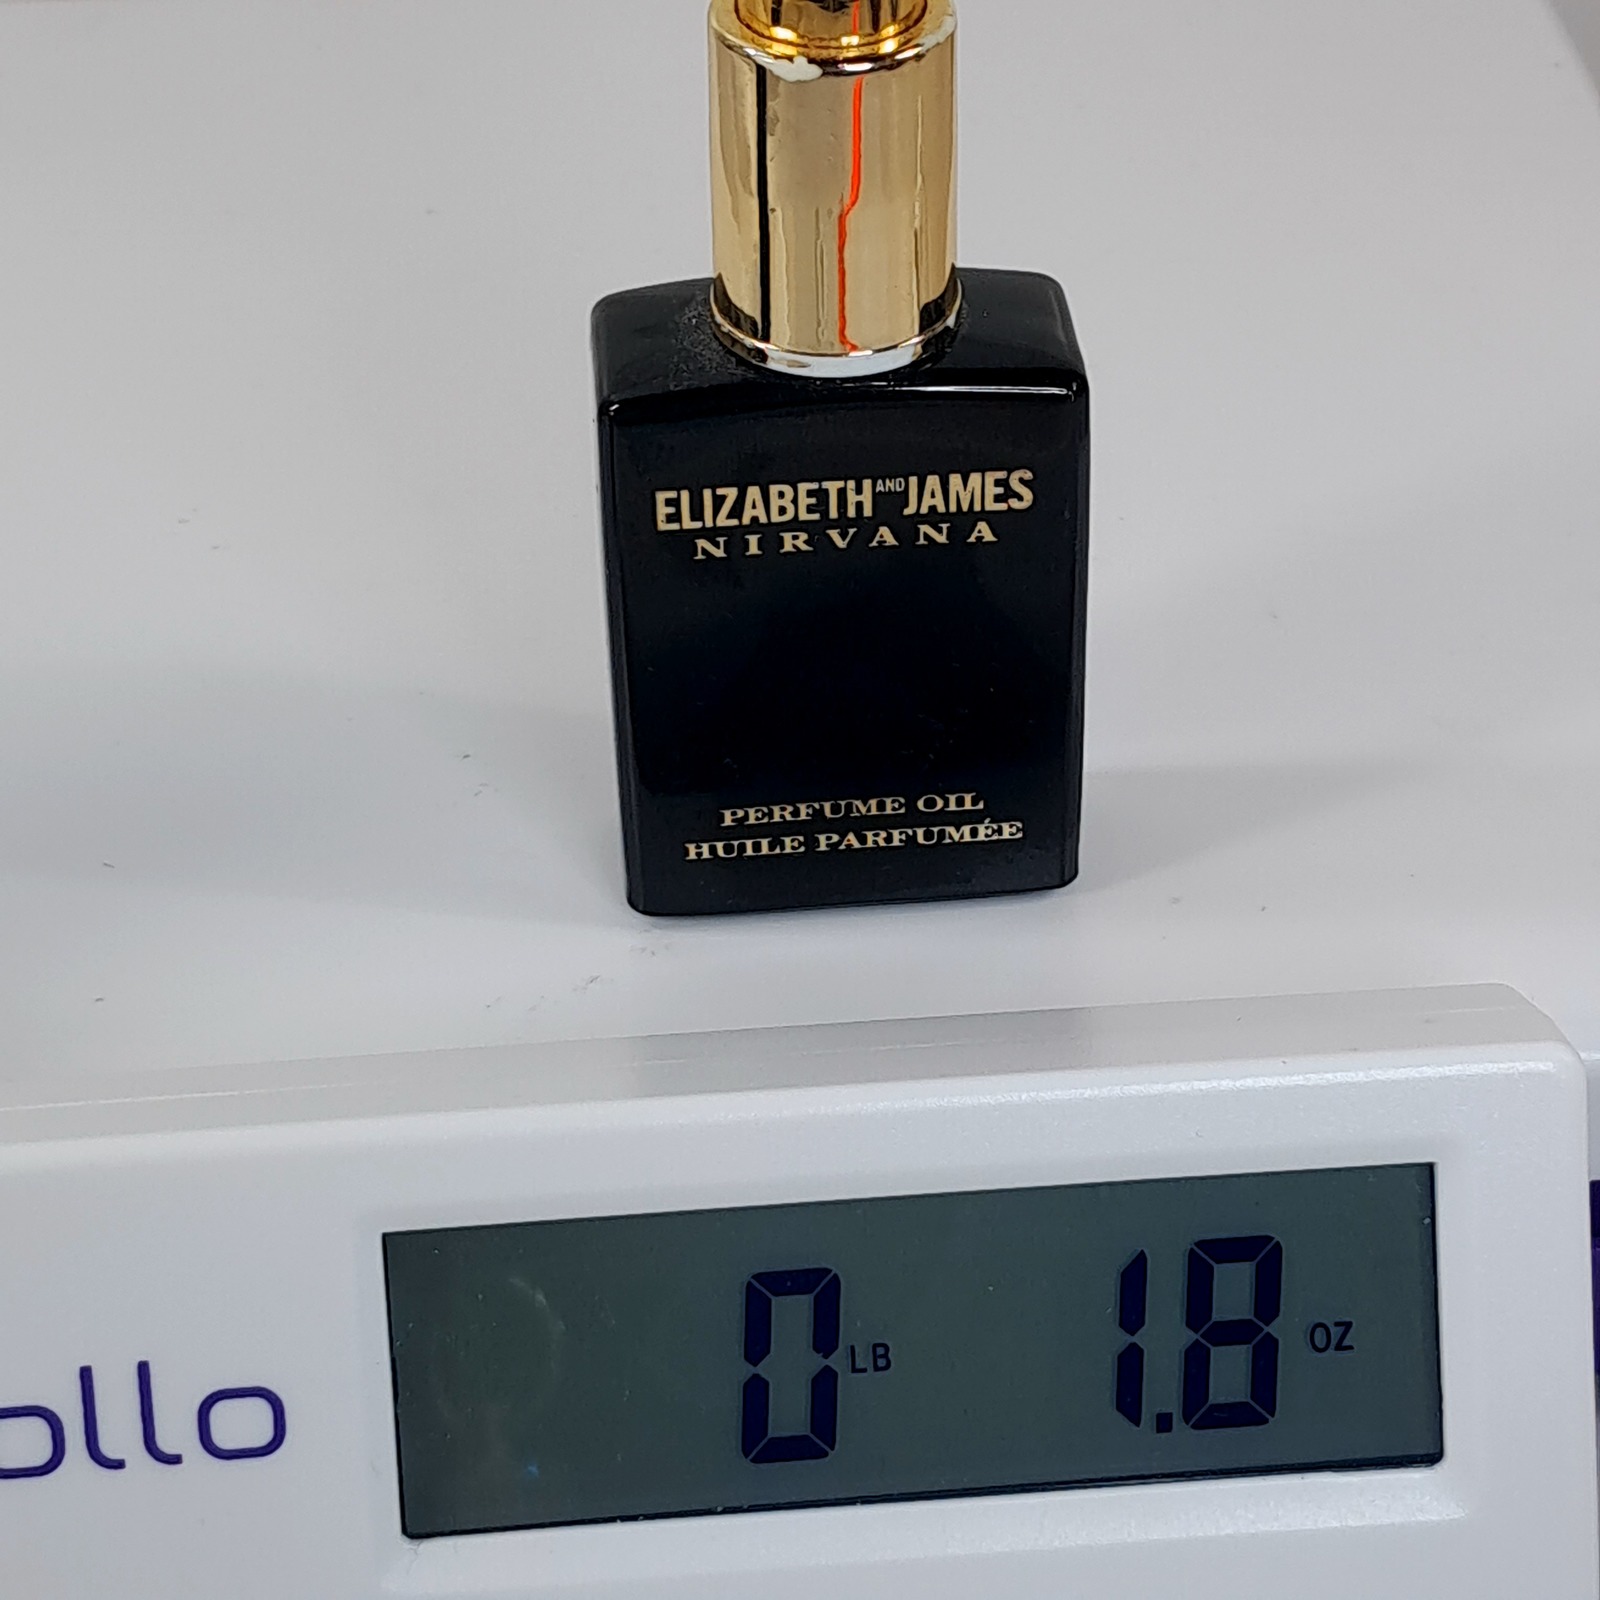 ELIZABETH AND JAMES
NIRVANA
PERFUME OIL
HUILE PARFUMÉE
0 LB 1.8 OZ
ollo